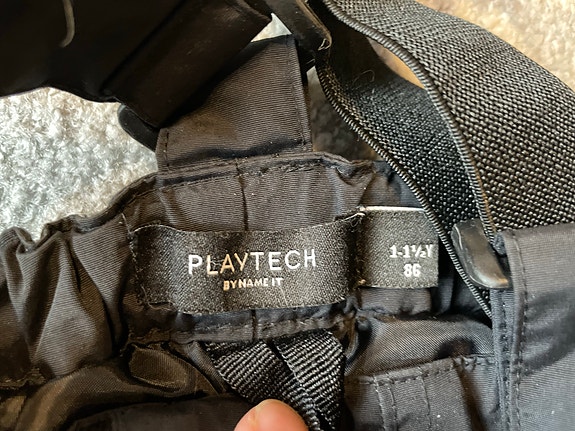 PLAYTECH
BY NAME IT
1-1½Y
86